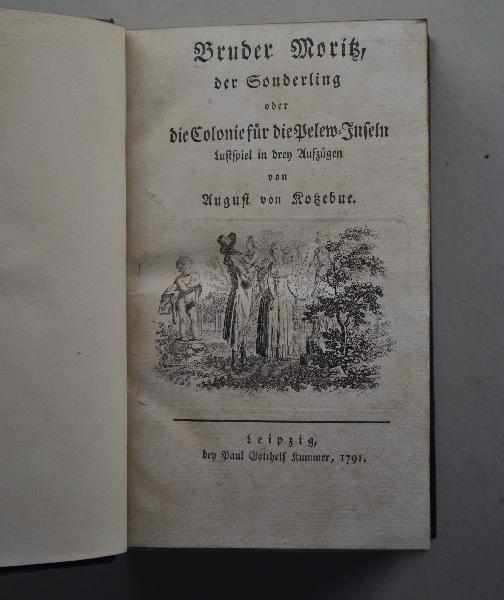 Bruder Moritz,
der Sonderling
oder
die Colonie für die Pelew-Inseln
Lustspiel in drey Aufzügen
von
August von Kotzebue.
Leipzig,
bey Paul Gotthelf Kummer, 1791.